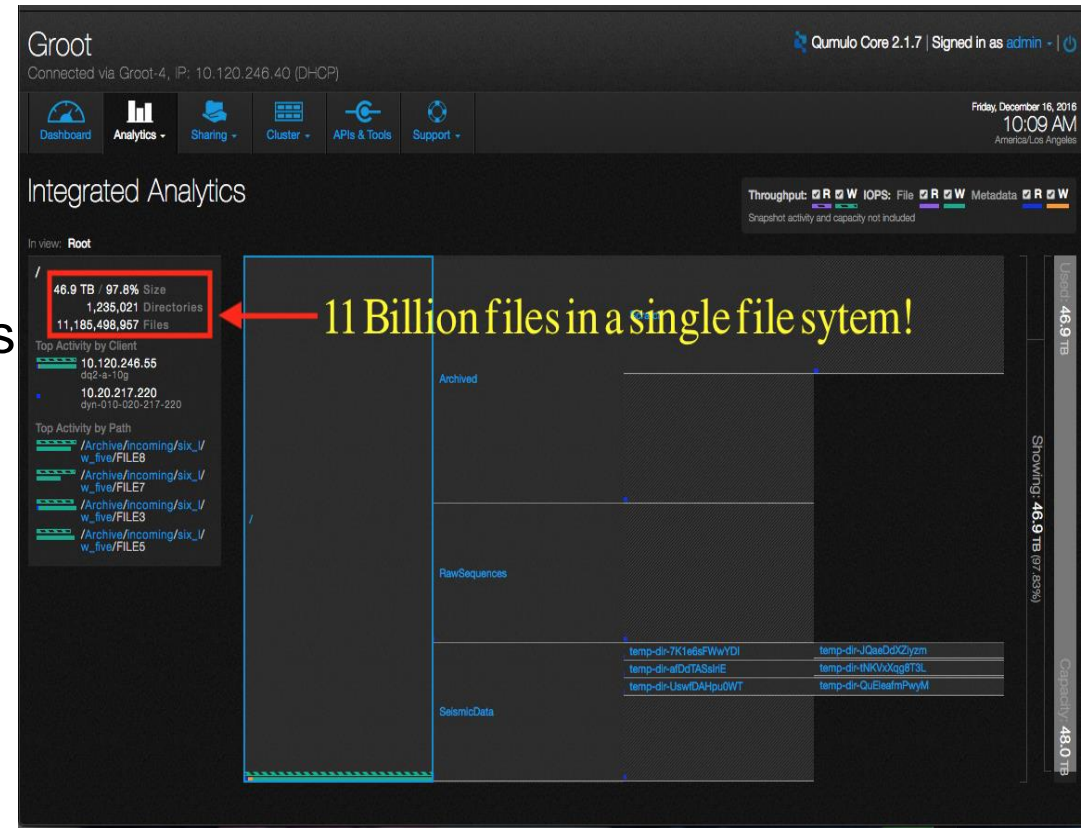 Groot
Qumulo Core 2.1.7 | Signed in as admin
Connected via Groot-4, IP: 10.120.246.40 (DHCP)
Dashboard Analytics Sharing Cluster APIs & Tools Support
Friday, December 16, 2016
10:09 AM
America/Los Angeles
Integrated Analytics
Throughput: R W IOPS: File R W Metadata R W
Snapshot activity and capacity not included
In view: Root
/
46.9 TB / 97.8% Size
1,235,021 Directories
11,185,498,957 Files
11 Billion files in a single file sytem!
s
Top Activity by Client
10.120.246.55
dq2-a-10g
10.20.217.220
dyn-010-020-217-220
Top Activity by Path
/Archive/incoming/six_l/
w_five/FILE8
/Archive/incoming/six_l/
w_five/FILE7
/Archive/incoming/six_l/
w_five/FILE3
/Archive/incoming/six_l/
w_five/FILE5
/
Archived
RawSequences
SeismicData
temp-dir-7K1e6sFWwYDl
temp-dir-afDdTASslrlE
temp-dir-UswfDAHpu0WT
temp-dir-JQaeDdXZlyzm
temp-dir-tNKVxXqg8T3L
temp-dir-QuEleafmPwyM
Used: 46.9 TB
Showing: 46.9 TB (97.83%)
Capacity: 48.0 TB